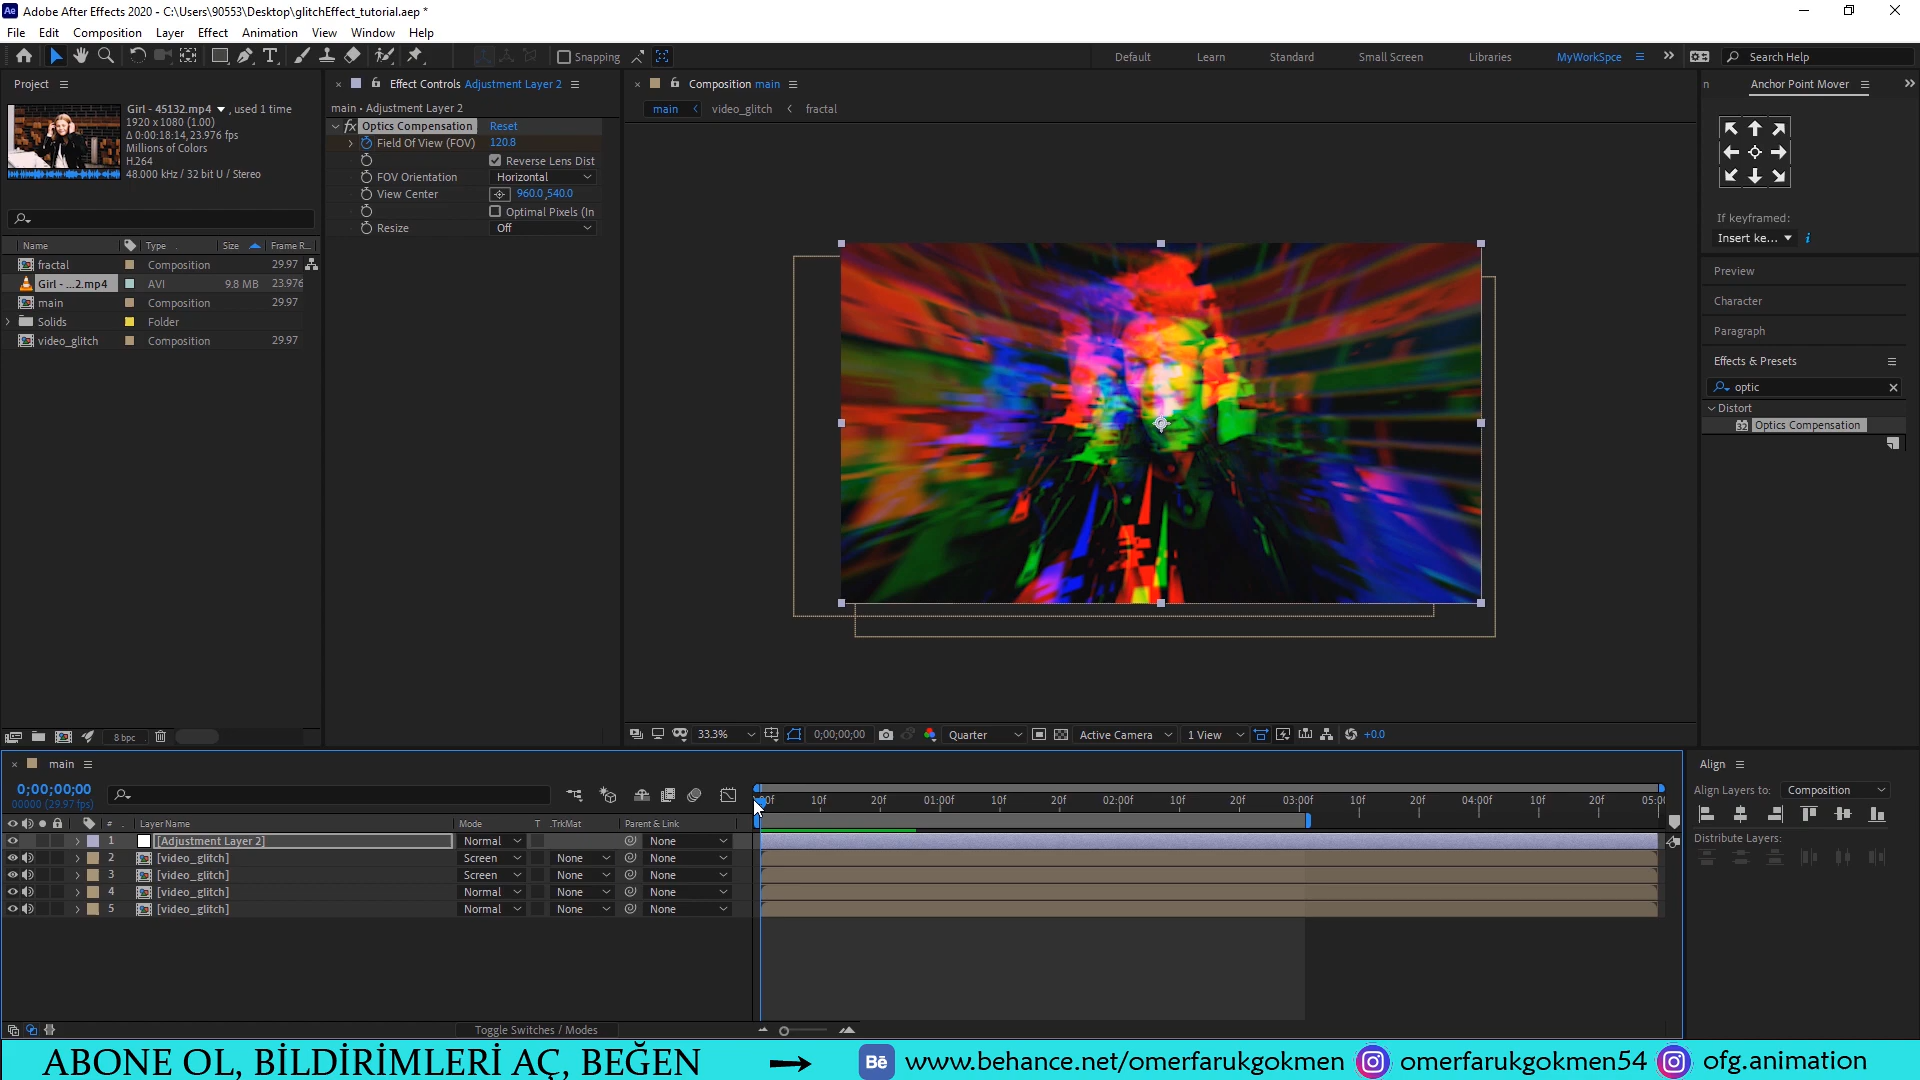 Adobe After Effects 2020 - C:\Users\90553\Desktop\glitchEffect_tutorial.aep *
File Edit Composition Layer Effect Animation View Window Help
Snapping
Default Learn Standard Small Screen Libraries MyWorkSpce Search Help
Project
Girl - 45132.mp4 , used 1 time
1920 x 1080 (1.00)
Δ 0:00:18:14, 23.976 fps
Millions of Colors
H.264
48.000 kHz / 32 bit U / Stereo
Name Type Size Frame R...
fractal Composition 29.97
Girl - ...2.mp4 AVI 9.8 MB 23.976
main Composition 29.97
Solids Folder
video_glitch Composition 29.97
8 bpc
Effect Controls Adjustment Layer 2
main • Adjustment Layer 2
fx Optics Compensation Reset
Field Of View (FOV) 120.8
Reverse Lens Dist
FOV Orientation Horizontal
View Center 960.0,540.0
Optimal Pixels (In
Resize Off
Composition main
main video_glitch fractal
33.3% 0;00;00;00 Quarter Active Camera 1 View +0.0
n Anchor Point Mover
If keyframed:
Insert ke... i
Preview
Character
Paragraph
Effects & Presets
optic
Distort
32 Optics Compensation
main
0;00;00;00
00000 (29.97 fps)
10f 20f 01:00f 10f 20f 02:00f 10f 20f 03:00f 10f 20f 04:00f 10f 20f 05:00
# Layer Name Mode T .TrkMat Parent & Link
1 [Adjustment Layer 2] Normal None
2 [video_glitch] Screen None None
3 [video_glitch] Screen None None
4 [video_glitch] Normal None None
5 [video_glitch] Normal None None
Toggle Switches / Modes
Align
Align Layers to: Composition
Distribute Layers:
ABONE OL, BİLDİRİMLERİ AÇ, BEĞEN Bē www.behance.net/omerfarukgokmen omerfarukgokmen54 ofg.animation